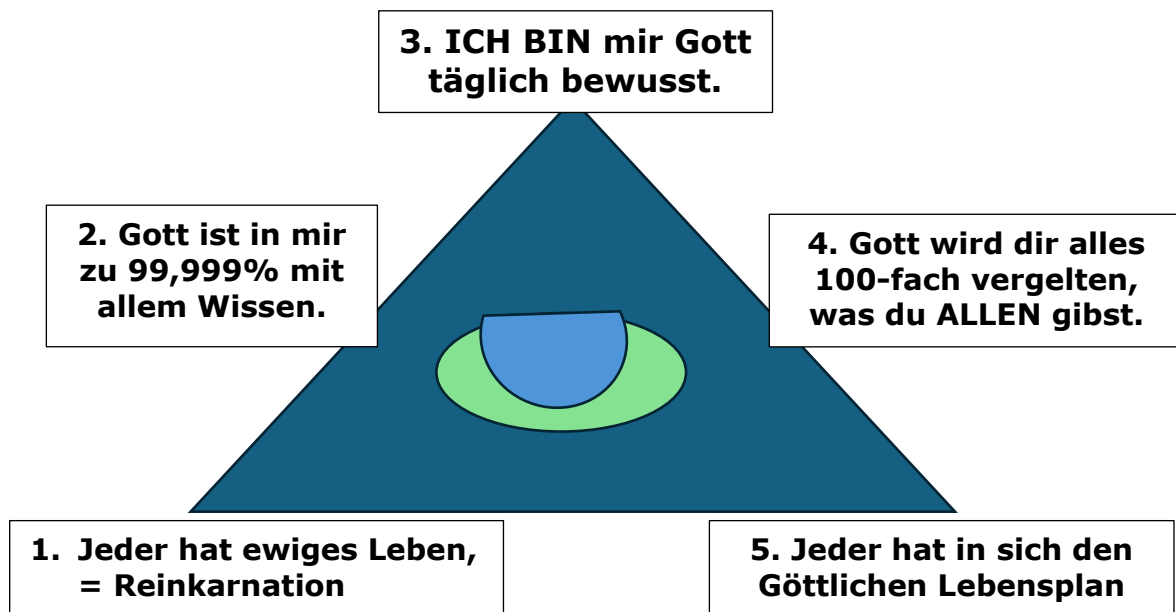 3. ICH BIN mir Gott
täglich bewusst.
2. Gott ist in mir
zu 99,999% mit
allem Wissen.
4. Gott wird dir alles
100-fach vergelten,
was du ALLEN gibst.
1. Jeder hat ewiges Leben,
= Reinkarnation
5. Jeder hat in sich den
Göttlichen Lebensplan